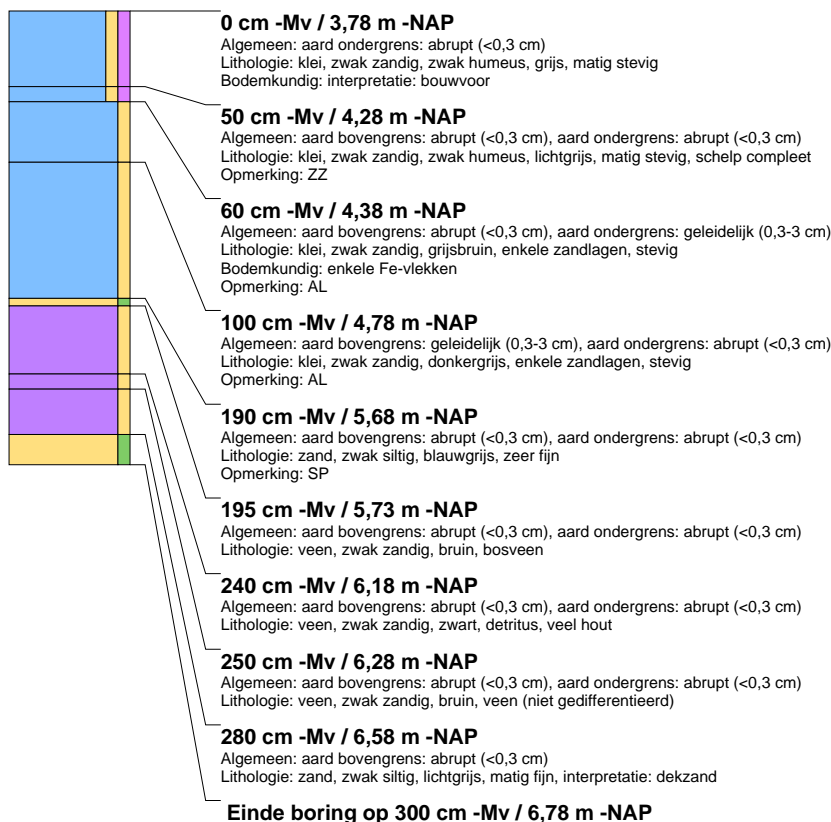 0 cm -Mv / 3,78 m -NAP
Algemeen: aard ondergrens: abrupt (<0,3 cm)
Lithologie: klei, zwak zandig, zwak humeus, grijs, matig stevig
Bodemkundig: interpretatie: bouwvoor
50 cm -Mv / 4,28 m -NAP
Algemeen: aard bovengrens: abrupt (<0,3 cm), aard ondergrens: abrupt (<0,3 cm)
Lithologie: klei, zwak zandig, zwak humeus, lichtgrijs, matig stevig, schelp compleet
Opmerking: ZZ
60 cm -Mv / 4,38 m -NAP
Algemeen: aard bovengrens: abrupt (<0,3 cm), aard ondergrens: geleidelijk (0,3-3 cm)
Lithologie: klei, zwak zandig, grijsbruin, enkele zandlagen, stevig
Bodemkundig: enkele Fe-vlekken
Opmerking: AL
100 cm -Mv / 4,78 m -NAP
Algemeen: aard bovengrens: geleidelijk (0,3-3 cm), aard ondergrens: abrupt (<0,3 cm)
Lithologie: klei, zwak zandig, donkergrijs, enkele zandlagen, stevig
Opmerking: AL
190 cm -Mv / 5,68 m -NAP
Algemeen: aard bovengrens: abrupt (<0,3 cm), aard ondergrens: abrupt (<0,3 cm)
Lithologie: zand, zwak siltig, blauwgrijs, zeer fijn
Opmerking: SP
195 cm -Mv / 5,73 m -NAP
Algemeen: aard bovengrens: abrupt (<0,3 cm), aard ondergrens: abrupt (<0,3 cm)
Lithologie: veen, zwak zandig, bruin, bosveen
240 cm -Mv / 6,18 m -NAP
Algemeen: aard bovengrens: abrupt (<0,3 cm), aard ondergrens: abrupt (<0,3 cm)
Lithologie: veen, zwak zandig, zwart, detritus, veel hout
250 cm -Mv / 6,28 m -NAP
Algemeen: aard bovengrens: abrupt (<0,3 cm), aard ondergrens: abrupt (<0,3 cm)
Lithologie: veen, zwak zandig, bruin, veen (niet gedifferentieerd)
280 cm -Mv / 6,58 m -NAP
Algemeen: aard bovengrens: abrupt (<0,3 cm)
Lithologie: zand, zwak siltig, lichtgrijs, matig fijn, interpretatie: dekzand
Einde boring op 300 cm -Mv / 6,78 m -NAP